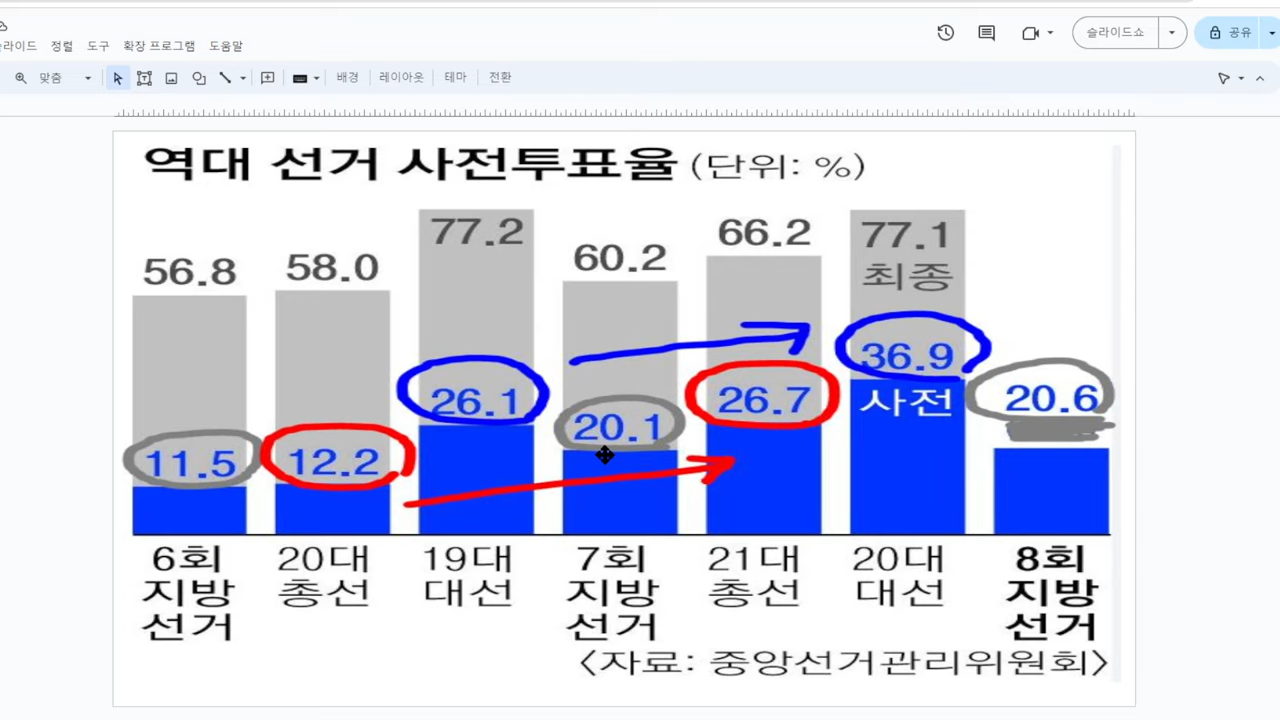 슬라이드쇼
공유
라이드 정렬 도구 확장 프로그램 도움말
맞춤 배경 레이아웃 테마 전환
역대 선거 사전투표율 (단위: %)
56.8 58.0 77.2 60.2 66.2 77.1
최종
11.5 12.2 26.1 20.1 26.7 36.9 20.6
사전
6회 20대 19대 7회 21대 20대 8회
지방 총선 대선 지방 총선 대선 지방
선거 선거 선거
〈자료: 중앙선거관리위원회〉